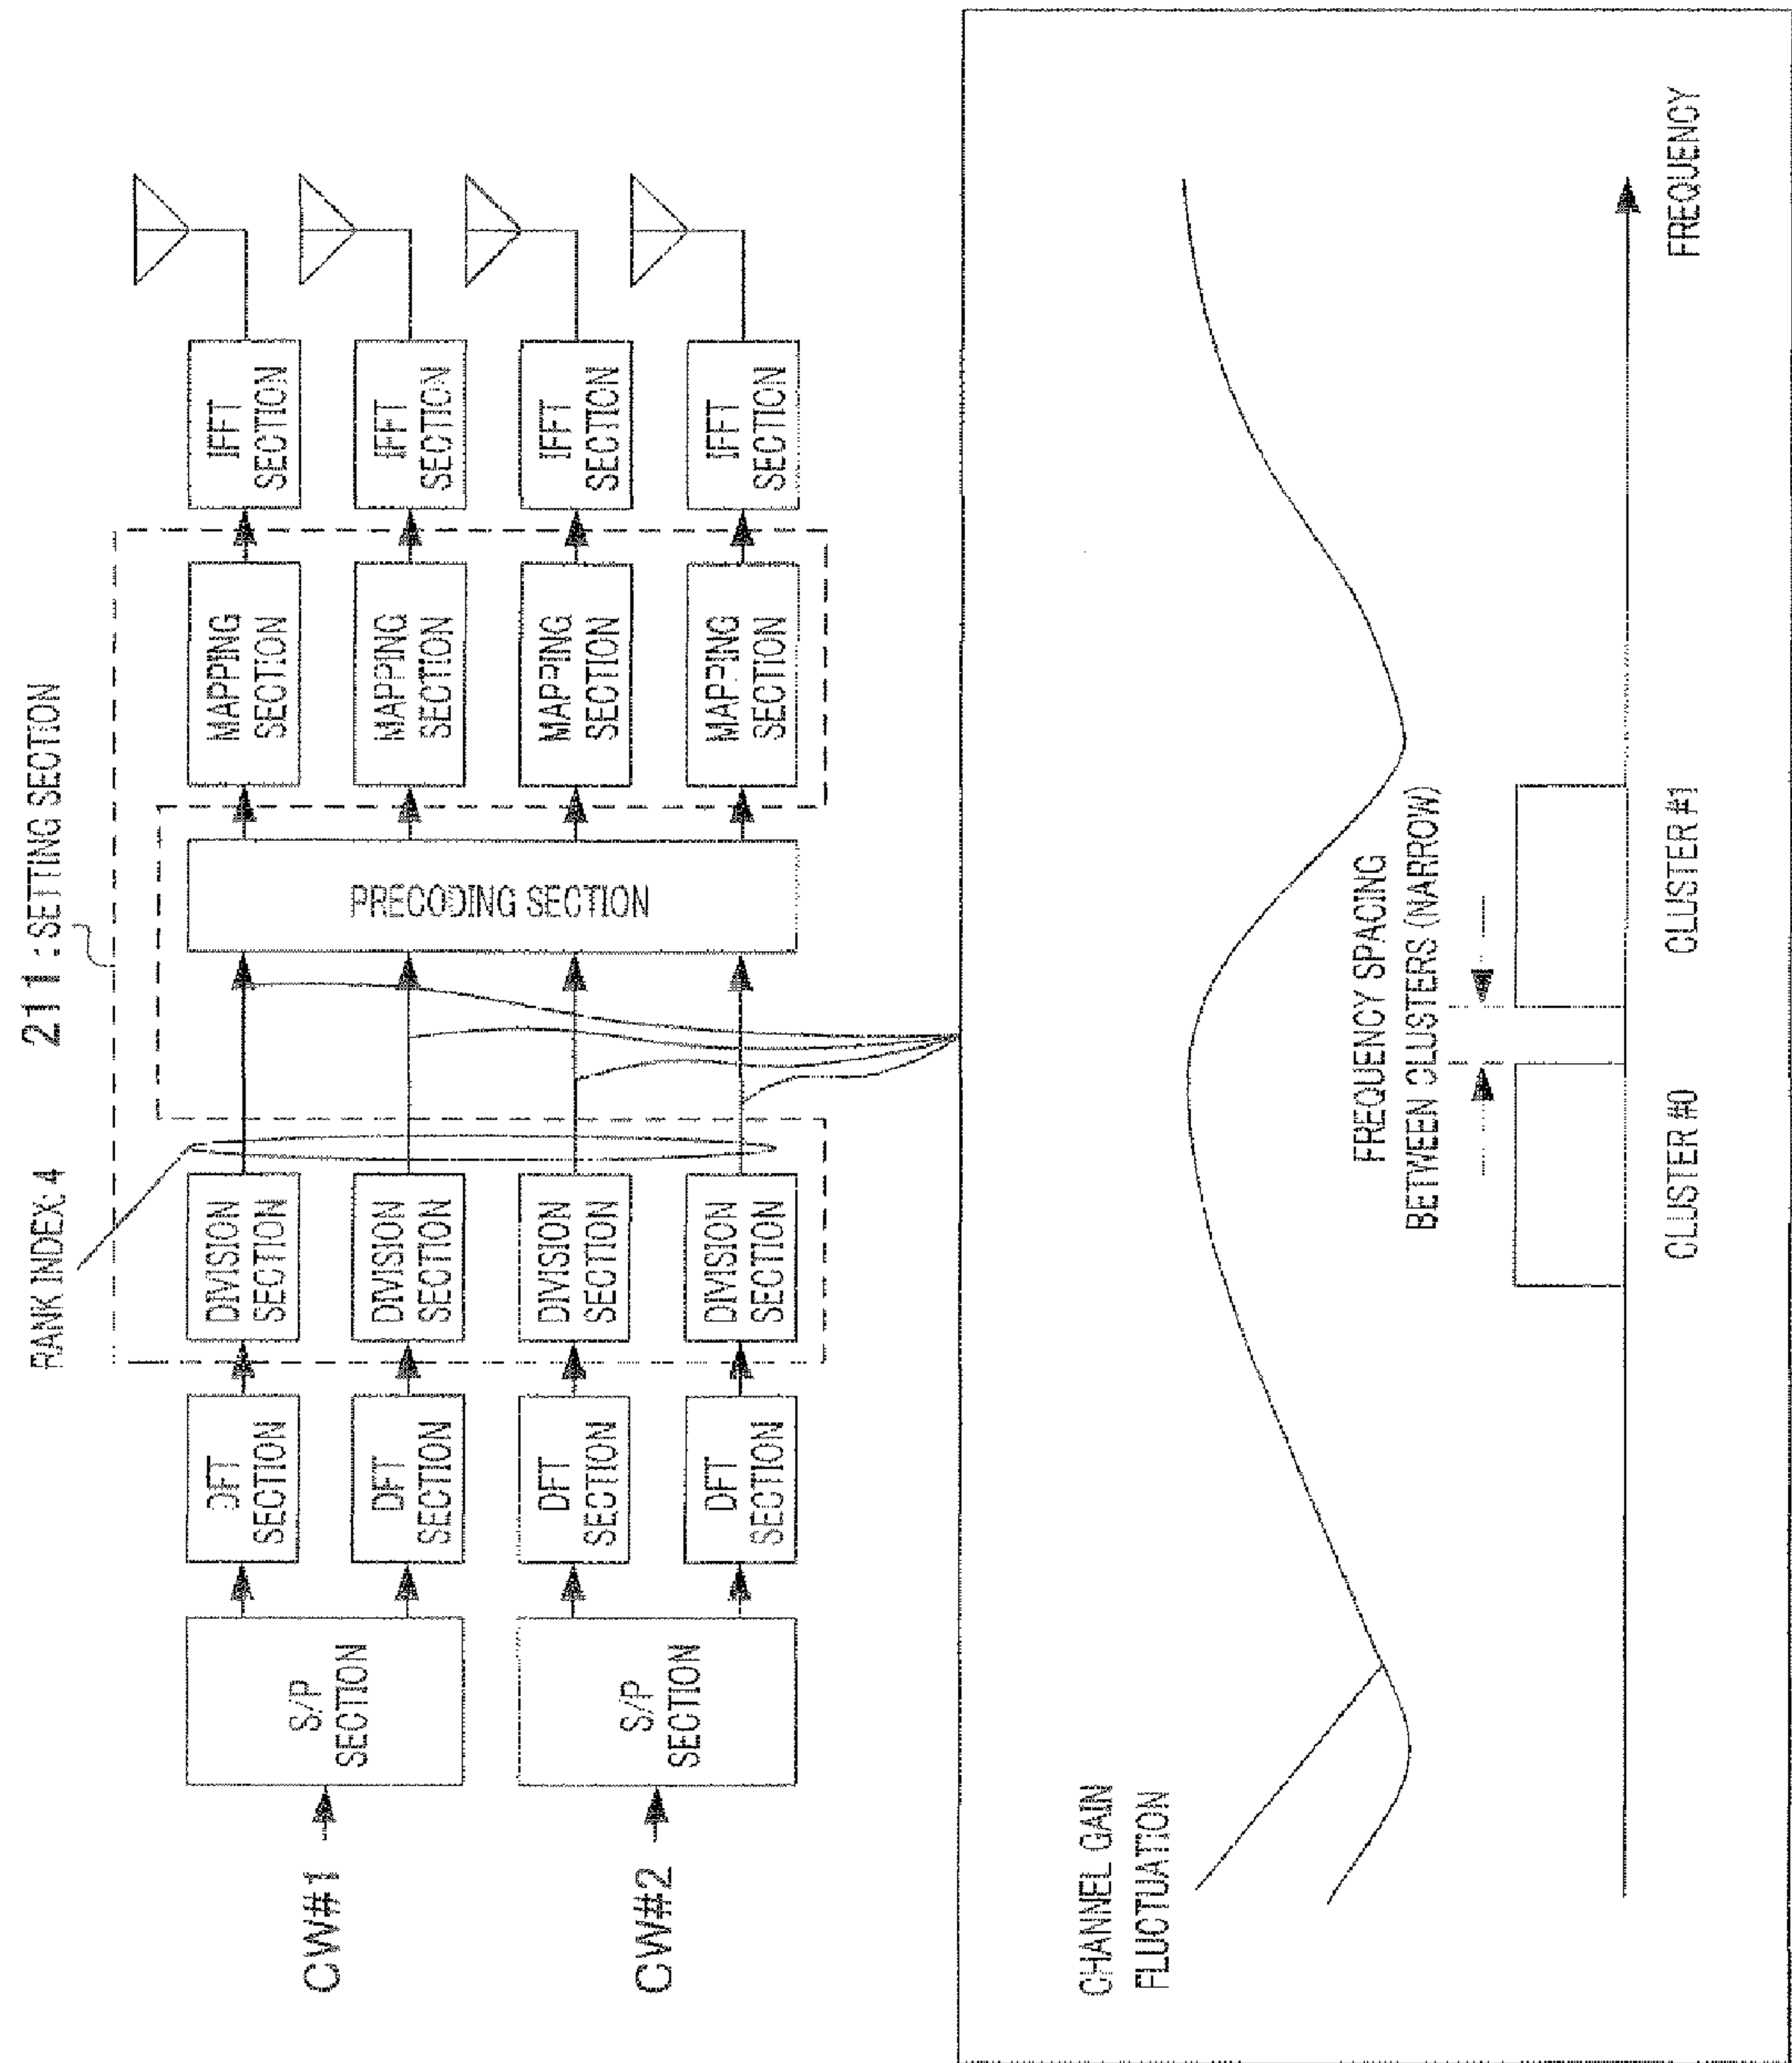 211 : SETTING SECTION
RANK INDEX: 4
CW#1
S/P
SECTION
DFT
SECTION
DIVISION
SECTION
MAPPING
SECTION
IFFT
SECTION
DFT
SECTION
DIVISION
SECTION
MAPPING
SECTION
IFFT
SECTION
PRECODING SECTION
CW#2
S/P
SECTION
DFT
SECTION
DIVISION
SECTION
MAPPING
SECTION
IFFT
SECTION
DFT
SECTION
DIVISION
SECTION
MAPPING
SECTION
IFFT
SECTION
CHANNEL GAIN
FLUCTUATION
FREQUENCY SPACING
BETWEEN CLUSTERS (NARROW)
CLUSTER #0
CLUSTER #1
FREQUENCY